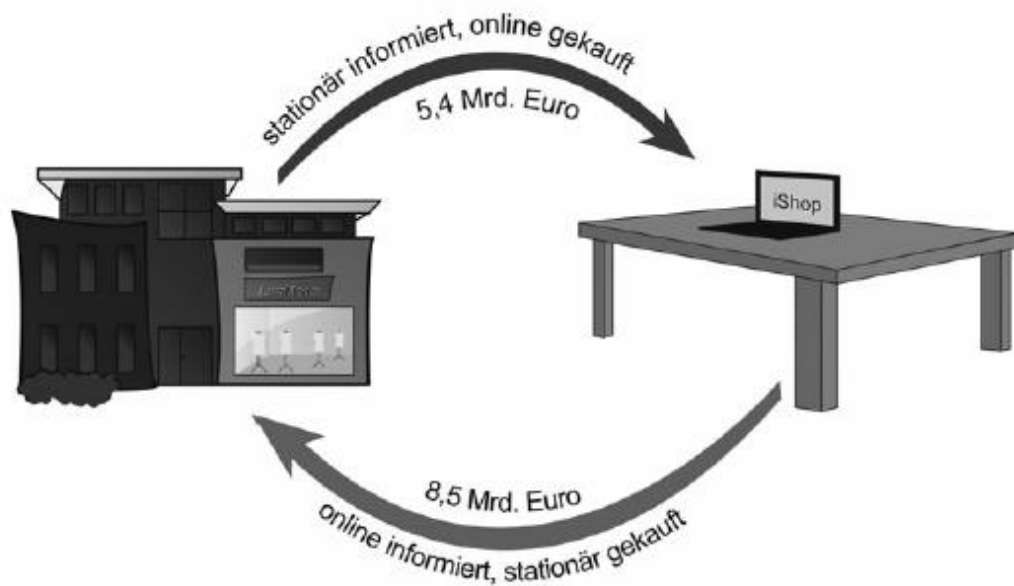 stationär informiert, online gekauft
5,4 Mrd. Euro
iShop
8,5 Mrd. Euro
online informiert, stationär gekauft